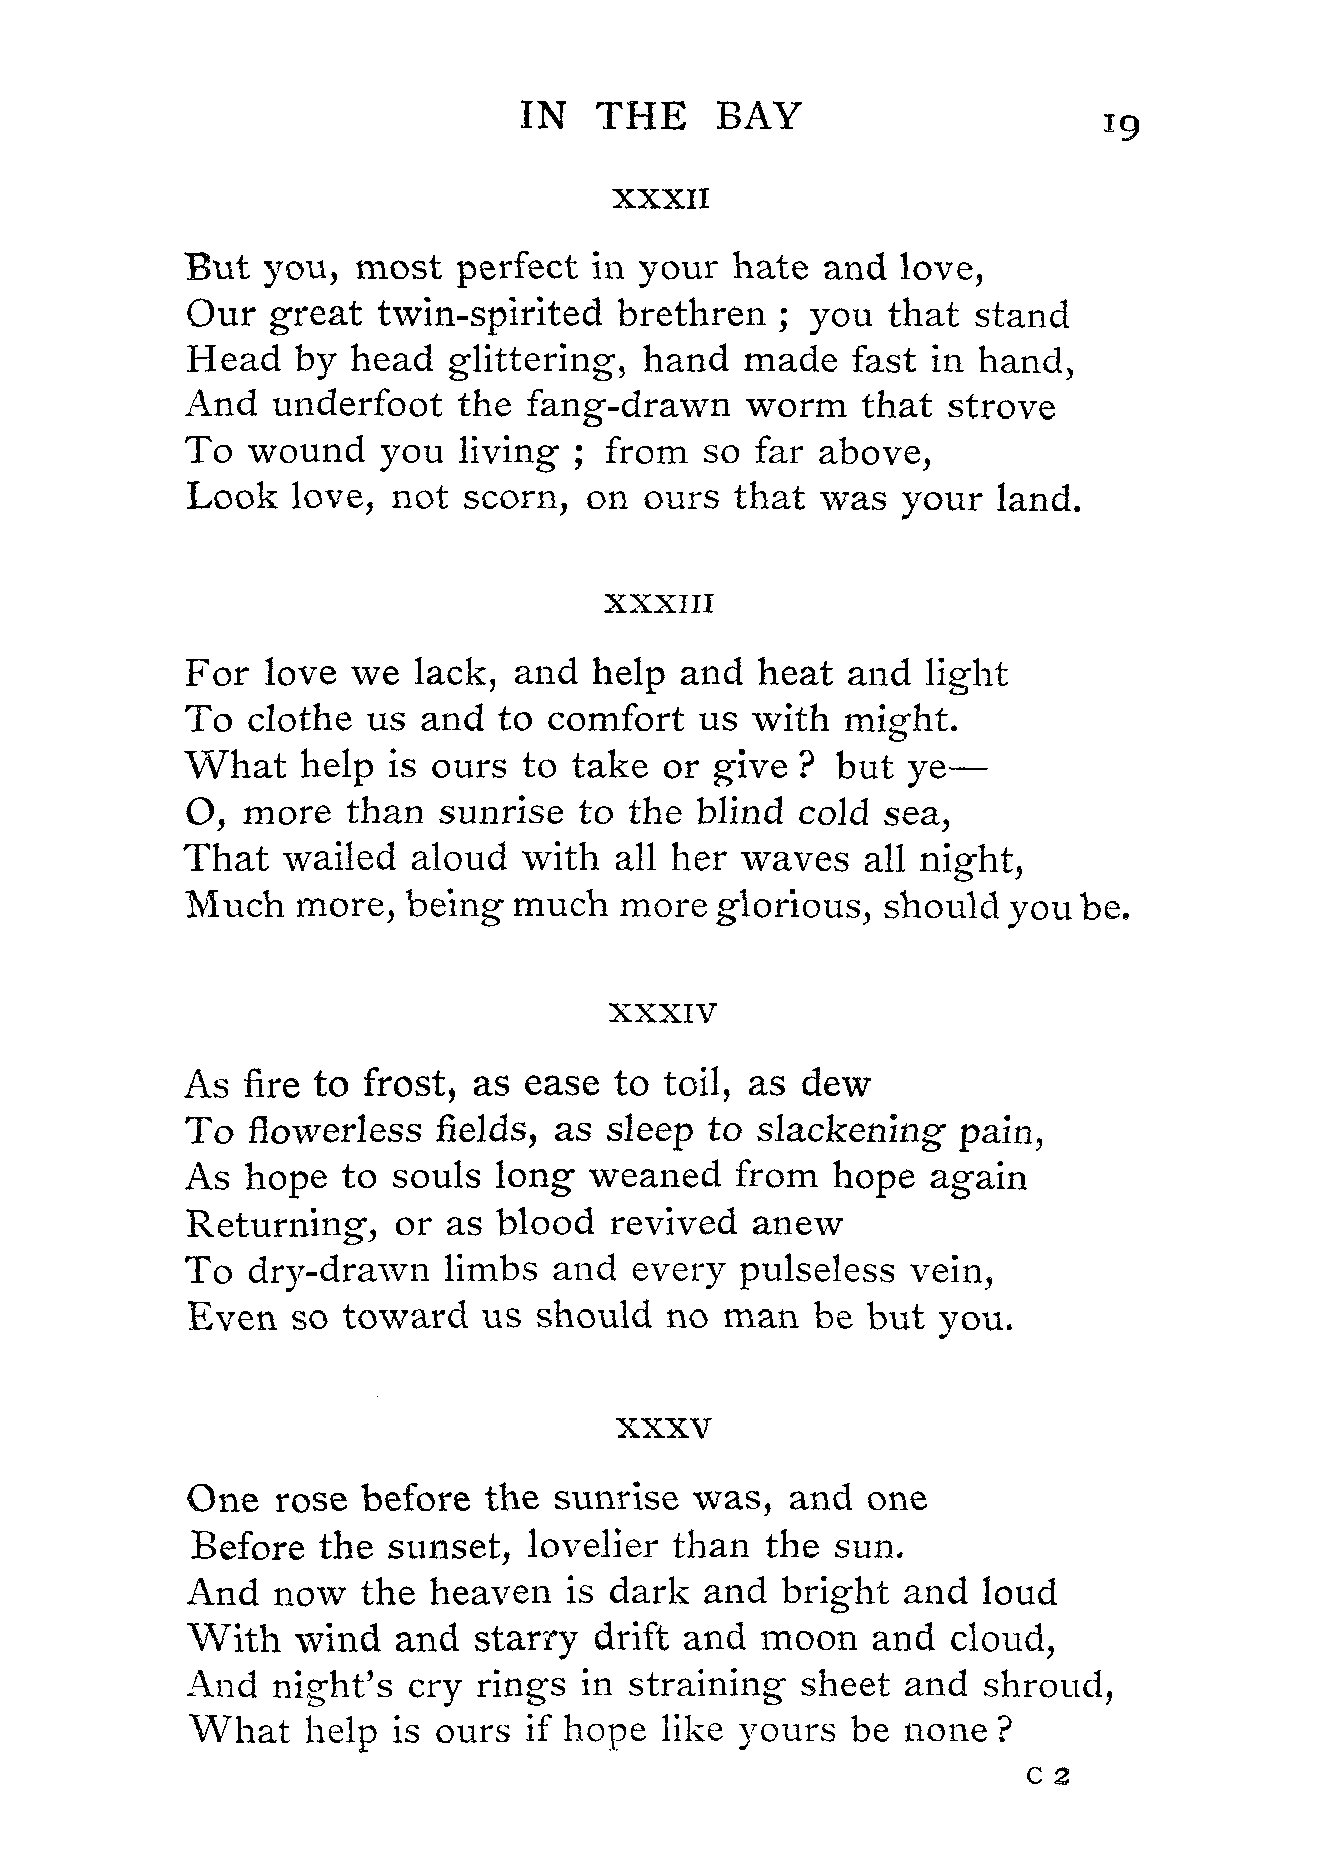 IN THE BAY 19
XXXII
But you, most perfect in your hate and love,
Our great twin-spirited brethren ; you that stand
Head by head glittering, hand made fast in hand,
And underfoot the fang-drawn worm that strove
To wound you living ; from so far above,
Look love, not scorn, on ours that was your land.
XXXIII
For love we lack, and help and heat and light
To clothe us and to comfort us with might.
What help is ours to take or give ? but ye—
O, more than sunrise to the blind cold sea,
That wailed aloud with all her waves all night,
Much more, being much more glorious, should you be.
XXXIV
As fire to frost, as ease to toil, as dew
To flowerless fields, as sleep to slackening pain,
As hope to souls long weaned from hope again
Returning, or as blood revived anew
To dry-drawn limbs and every pulseless vein,
Even so toward us should no man be but you.
XXXV
One rose before the sunrise was, and one
Before the sunset, lovelier than the sun.
And now the heaven is dark and bright and loud
With wind and starry drift and moon and cloud,
And night's cry rings in straining sheet and shroud,
What help is ours if hope like yours be none ?
C 2